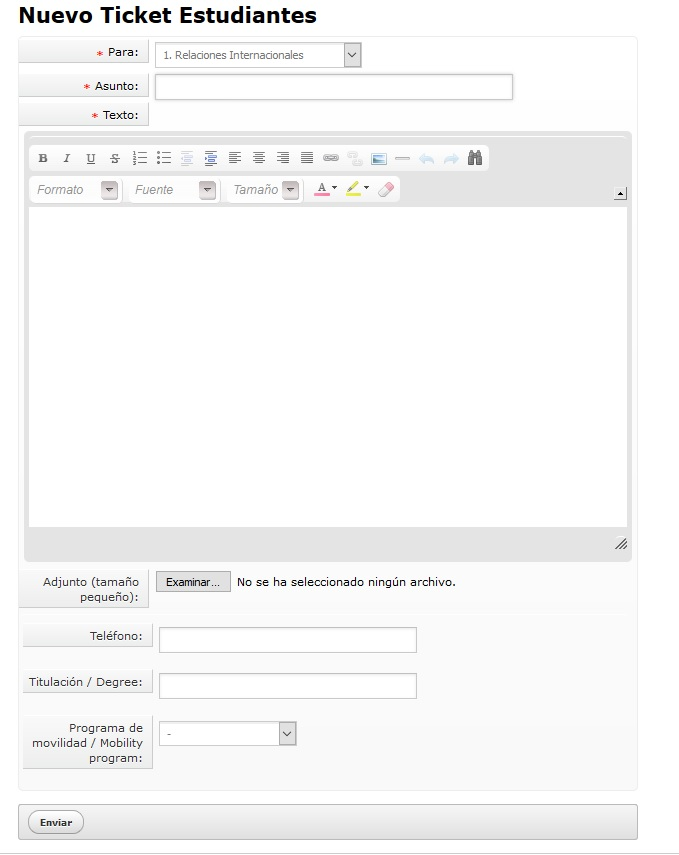 Nuevo Ticket Estudiantes
* Para: 1. Relaciones Internacionales
* Asunto:
* Texto:
B I U S
Formato Fuente Tamaño A
Adjunto (tamaño
pequeño): Examinar... No se ha seleccionado ningún archivo.
Teléfono:
Titulación / Degree:
Programa de
movilidad / Mobility
program: -
Enviar